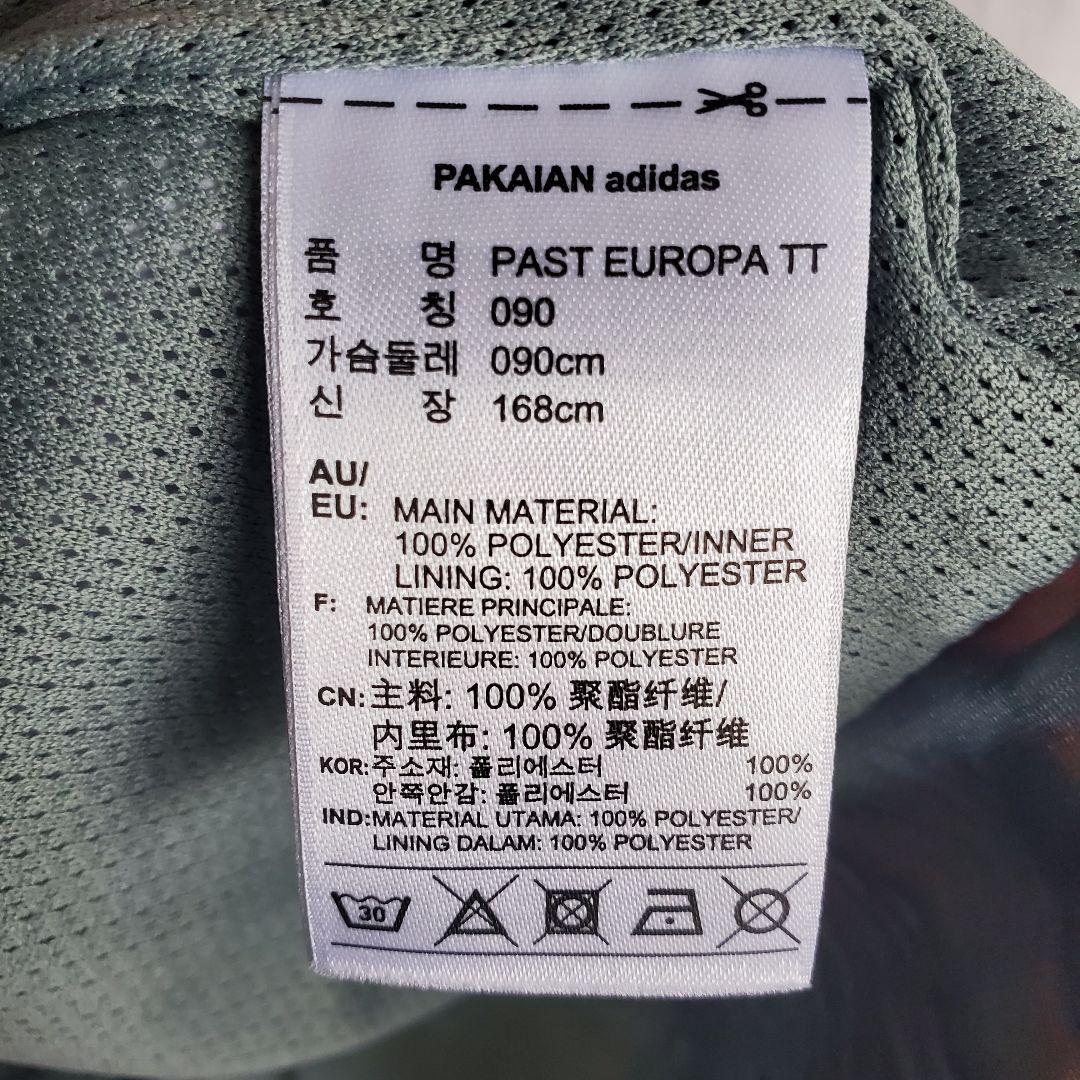 PAKAIAN adidas
품 명 PAST EUROPA TT
호 칭 090
가슴둘레 090cm
신 장 168cm
AU/
EU: MAIN MATERIAL:
100% POLYESTER/INNER
LINING: 100% POLYESTER
F: MATIERE PRINCIPALE:
100% POLYESTER/DOUBLURE
INTERIEURE: 100% POLYESTER
CN: 主料: 100% 聚酯纤维/
内里布: 100% 聚酯纤维
KOR: 주소재: 폴리에스터 100%
안쪽안감: 폴리에스터 100%
IND: MATERIAL UTAMA: 100% POLYESTER/
LINING DALAM: 100% POLYESTER
30